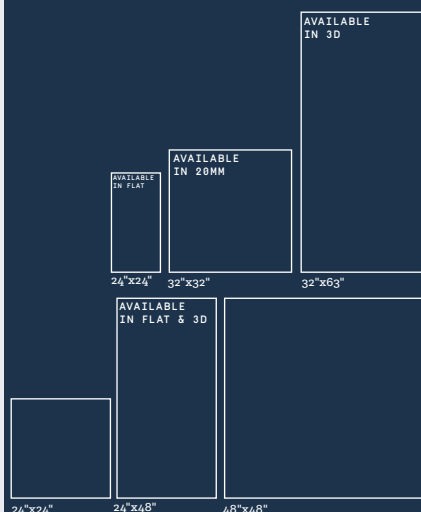 AVAILABLE
IN 3D
AVAILABLE
IN 20MM
AVAILABLE
IN FLAT
24"x24"
32"x32"
32"x63"
AVAILABLE
IN FLAT & 3D
24"x24"
24"x48"
48"x48"